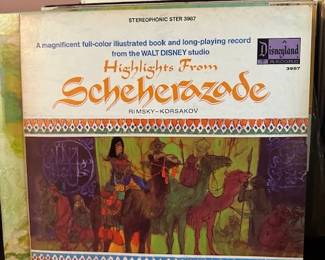 STEREOPHONIC STER 3967
A magnificent full-color illustrated book and long-playing record
from the WALT DISNEY studio
Disneyland
RECORDS
3967
Highlights From
Scheherazade
RIMSKY-KORSAKOV